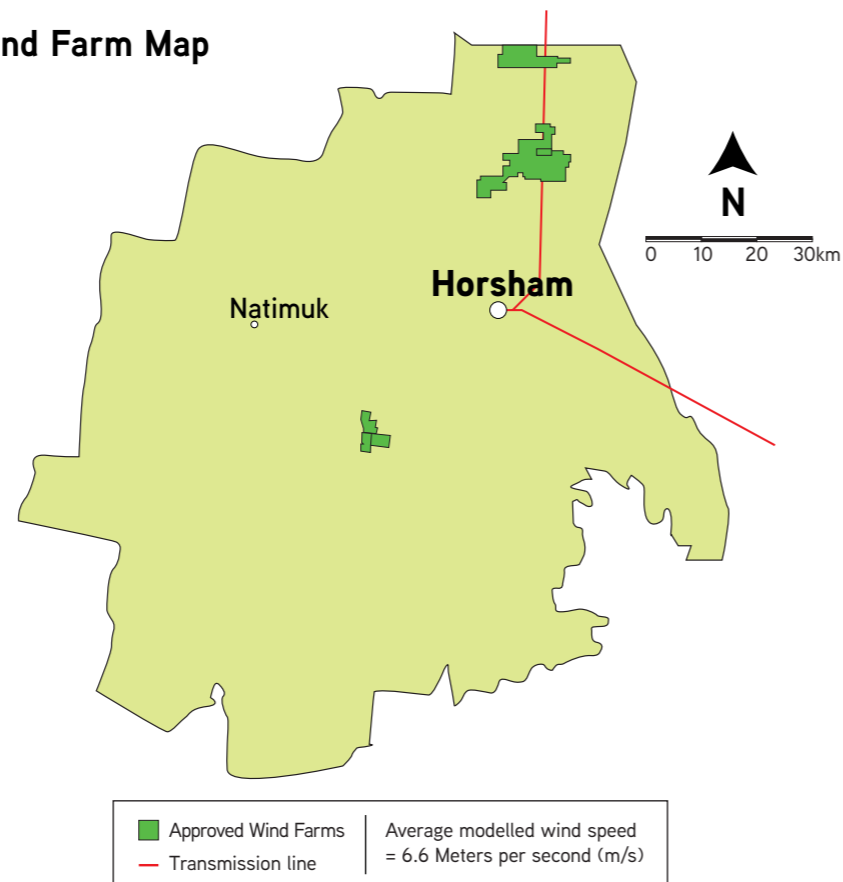 nd Farm Map
N
0 10 20 30km
Horsham
Natimuk
Approved Wind Farms
Transmission line
Average modelled wind speed
= 6.6 Meters per second (m/s)